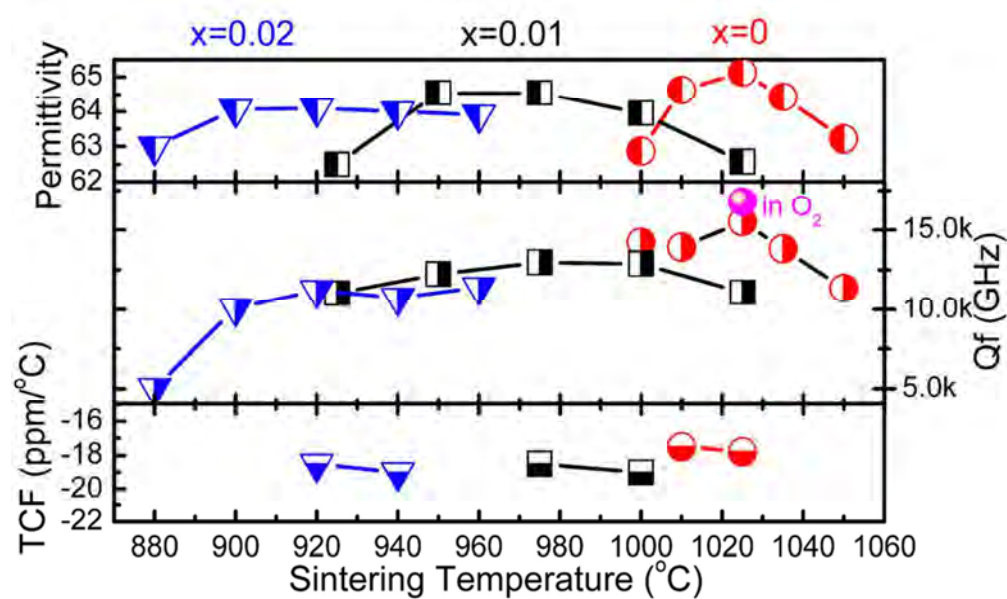 x=0.02 x=0.01 x=0
Permittivity
65
64
63
62
in O2
Qf (GHz)
15.0k
10.0k
5.0k
TCF (ppm/°C)
-16
-18
-20
-22
880 900 920 940 960 980 1000 1020 1040 1060
Sintering Temperature (°C)